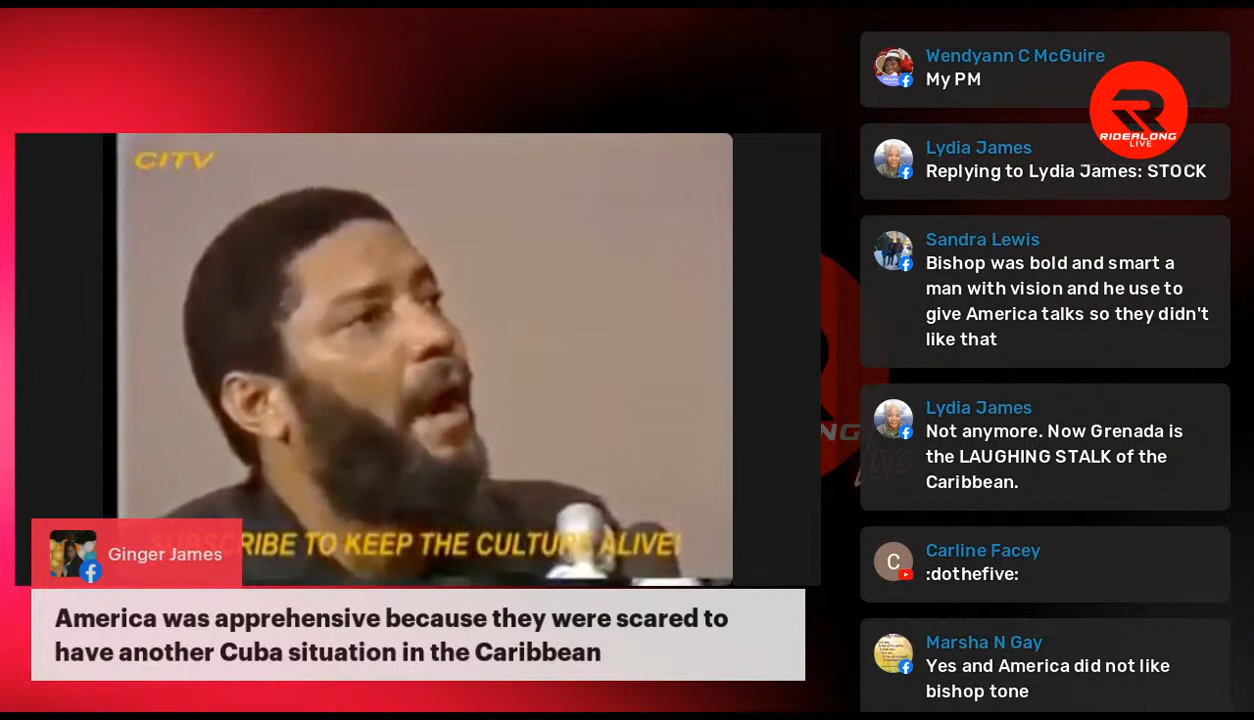 CITV
SUBSCRIBE TO KEEP THE CULTURE ALIVE!
Ginger James
America was apprehensive because they were scared to
have another Cuba situation in the Caribbean
Wendyann C McGuire
My PM
RIDEALONG
LIVE
Lydia James
Replying to Lydia James: STOCK
Sandra Lewis
Bishop was bold and smart a
man with vision and he use to
give America talks so they didn't
like that
Lydia James
Not anymore. Now Grenada is
the LAUGHING STALK of the
Caribbean.
C
Carline Facey
:dothefive:
Marsha N Gay
Yes and America did not like
bishop tone